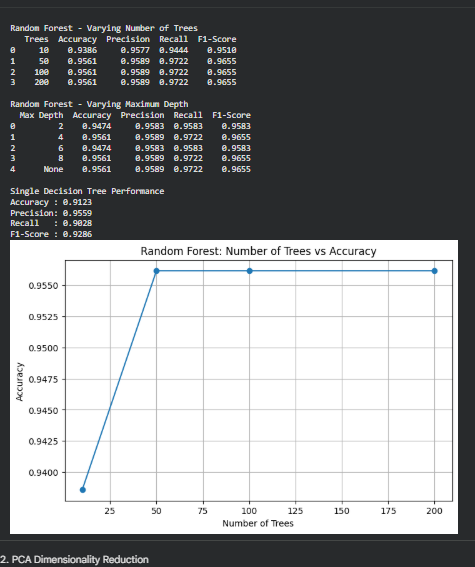 Random Forest - Varying Number of Trees
Trees Accuracy Precision Recall F1-Score
0 10 0.9386 0.9577 0.9444 0.9510
1 50 0.9561 0.9589 0.9722 0.9655
2 100 0.9561 0.9589 0.9722 0.9655
3 200 0.9561 0.9589 0.9722 0.9655
Random Forest - Varying Maximum Depth
Max Depth Accuracy Precision Recall F1-Score
0 2 0.9474 0.9583 0.9583 0.9583
1 4 0.9561 0.9589 0.9722 0.9655
2 6 0.9474 0.9583 0.9583 0.9583
3 8 0.9561 0.9589 0.9722 0.9655
4 None 0.9561 0.9589 0.9722 0.9655
Single Decision Tree Performance
Accuracy : 0.9123
Precision: 0.9559
Recall : 0.9028
F1-Score : 0.9286
Random Forest: Number of Trees vs Accuracy
0.9550
0.9525
0.9500
0.9475
0.9450
0.9425
0.9400
Accuracy
25 50 75 100 125 150 175 200
Number of Trees
2. PCA Dimensionality Reduction